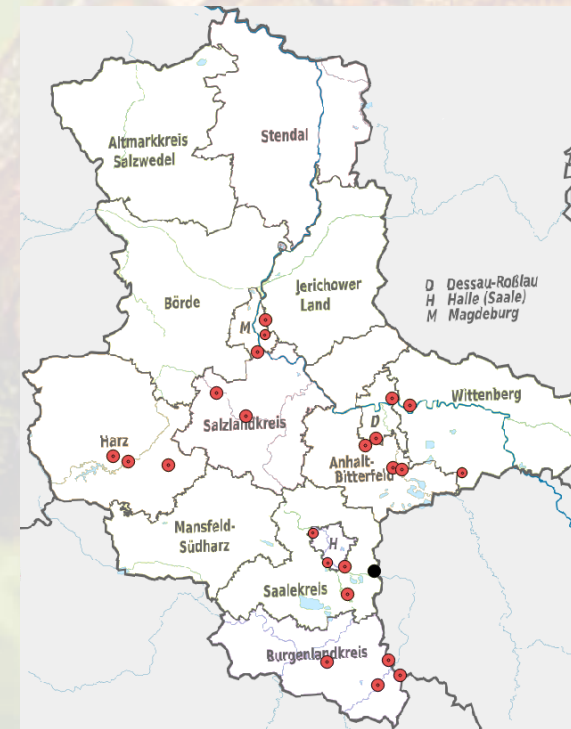 Altmarkkreis
Salzwedel
Stendal
Börde
Jerichower
Land
D Dessau-Roßlau
H Halle (Saale)
M Magdeburg
M
Wittenberg
Salzlandkreis
D
Harz
Anhalt-
Bitterfeld
Mansfeld-
Südharz
H
Saalekreis
Burgenlandkreis